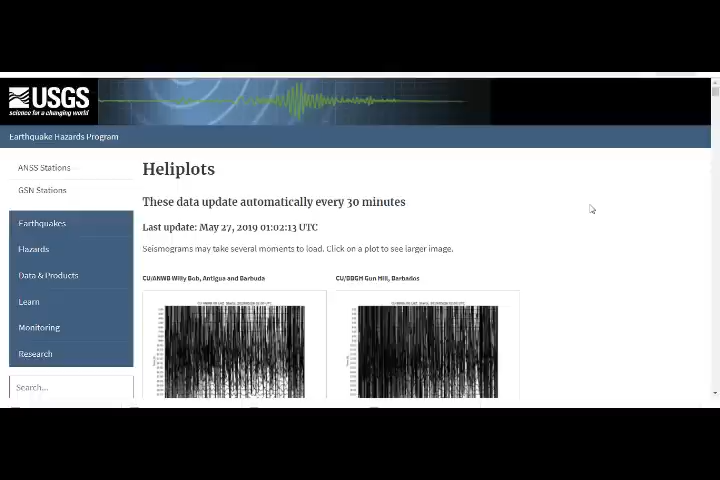 USGS
science for a changing world
Earthquake Hazards Program
ANSS Stations
GSN Stations
Earthquakes
Hazards
Data & Products
Learn
Monitoring
Research
Search...
Heliplots
These data update automatically every 30 minutes
Last update: May 27, 2019 01:02:13 UTC
Seismograms may take several moments to load. Click on a plot to see larger image.
CU/ANWB Willy Bob, Antigua and Barbuda
CU/BBGH Gun Hill, Barbados